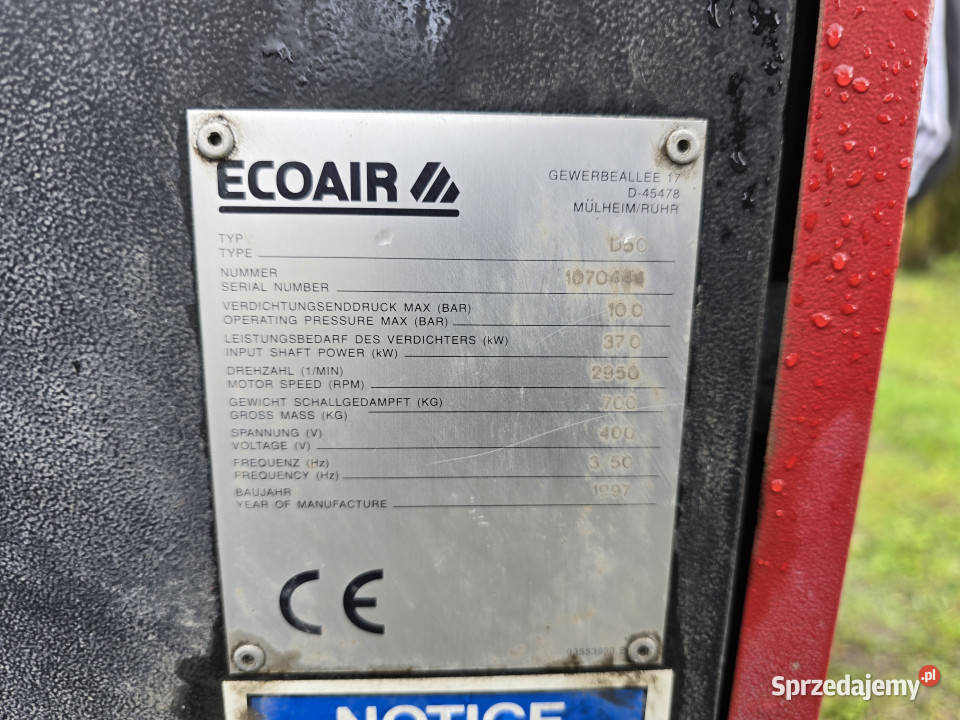 ECOAIR
GEWERBEALLEE 17
D-45478
MÜLHEIM/RUHR
TYP
TYPE D50
NUMMER
SERIAL NUMBER
VERDICHTUNGSENDDRUCK MAX (BAR)
OPERATING PRESSURE MAX (BAR) 10 0
LEISTUNGSBEDARF DES VERDICHTERS (kW)
INPUT SHAFT POWER (kW) 37 0
DREHZAHL (1/MIN)
MOTOR SPEED (RPM) 2950
GEWICHT SCHALLGEDAMPFT (KG)
GROSS MASS (KG) 700
SPANNUNG (V)
VOLTAGE (V) 400
FREQUENZ (Hz)
FREQUENCY (Hz) 3 50
BAUJAHR
YEAR OF MANUFACTURE 1997
CE
NOTICE
Sprzedajemy.pl